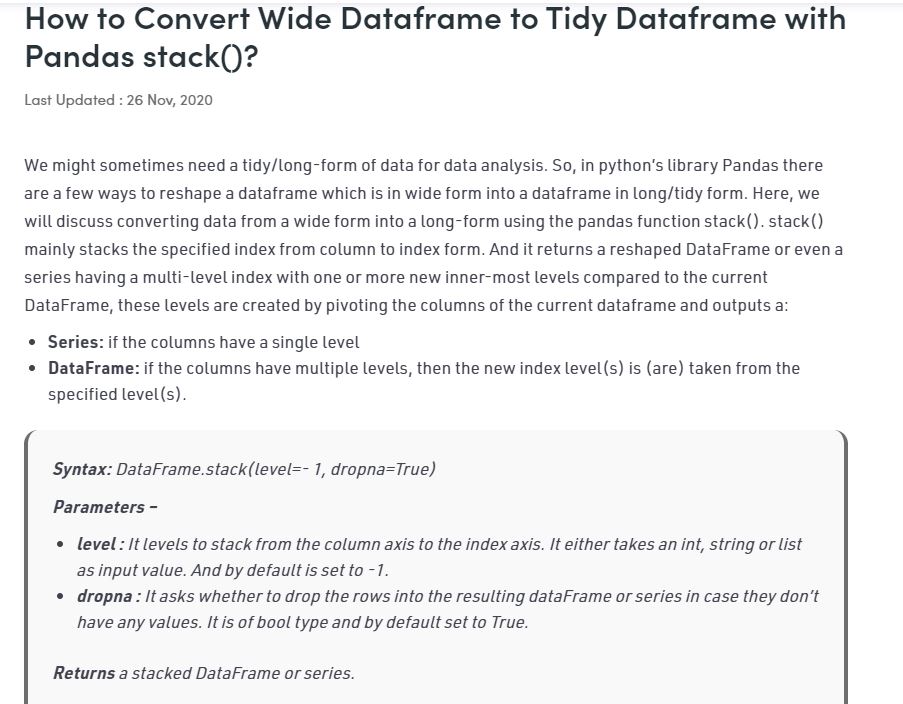 How to Convert Wide Dataframe to Tidy Dataframe with
Pandas stack()?
Last Updated : 26 Nov, 2020
We might sometimes need a tidy/long-form of data for data analysis. So, in python's library Pandas there
are a few ways to reshape a dataframe which is in wide form into a dataframe in long/tidy form. Here, we
will discuss converting data from a wide form into a long-form using the pandas function stack(). stack()
mainly stacks the specified index from column to index form. And it returns a reshaped DataFrame or even a
series having a multi-level index with one or more new inner-most levels compared to the current
DataFrame, these levels are created by pivoting the columns of the current dataframe and outputs a:
• Series: if the columns have a single level
• DataFrame: if the columns have multiple levels, then the new index level(s) is (are) taken from the
specified level(s).
Syntax: DataFrame.stack(level=- 1, dropna=True)
Parameters –
• level : It levels to stack from the column axis to the index axis. It either takes an int, string or list
as input value. And by default is set to -1.
• dropna : It asks whether to drop the rows into the resulting dataFrame or series in case they don't
have any values. It is of bool type and by default set to True.
Returns a stacked DataFrame or series.